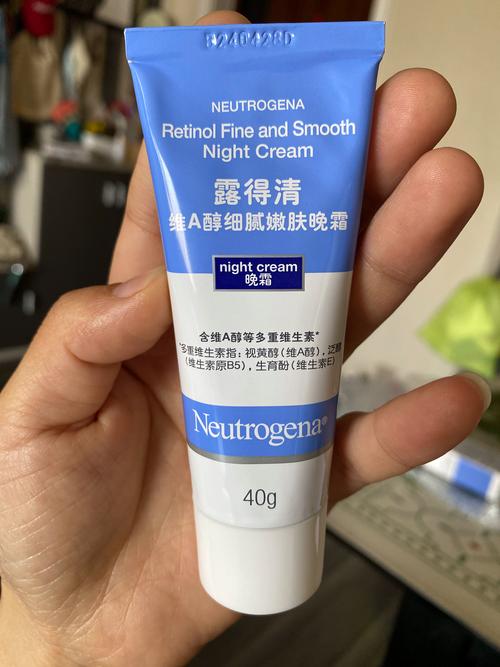 NEUTROGENA
Retinol Fine and Smooth
Night Cream
露得清
维A醇细腻嫩肤晚霜
night cream
晚霜
含维A醇等多重维生素*
*多重维生素指：视黄醇(维A醇)，泛醇
(维生素原B5)，生育酚(维生素E)
Neutrogena®
40g